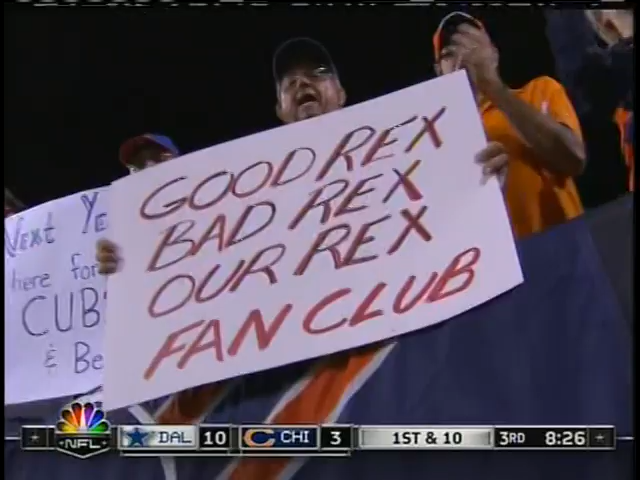 GOOD REX
BAD REX
OUR REX
FAN CLUB
NEXT YE
here for
CUB
& Be
NFL
DAL 10 CHI 3 1ST & 10 3RD 8:26